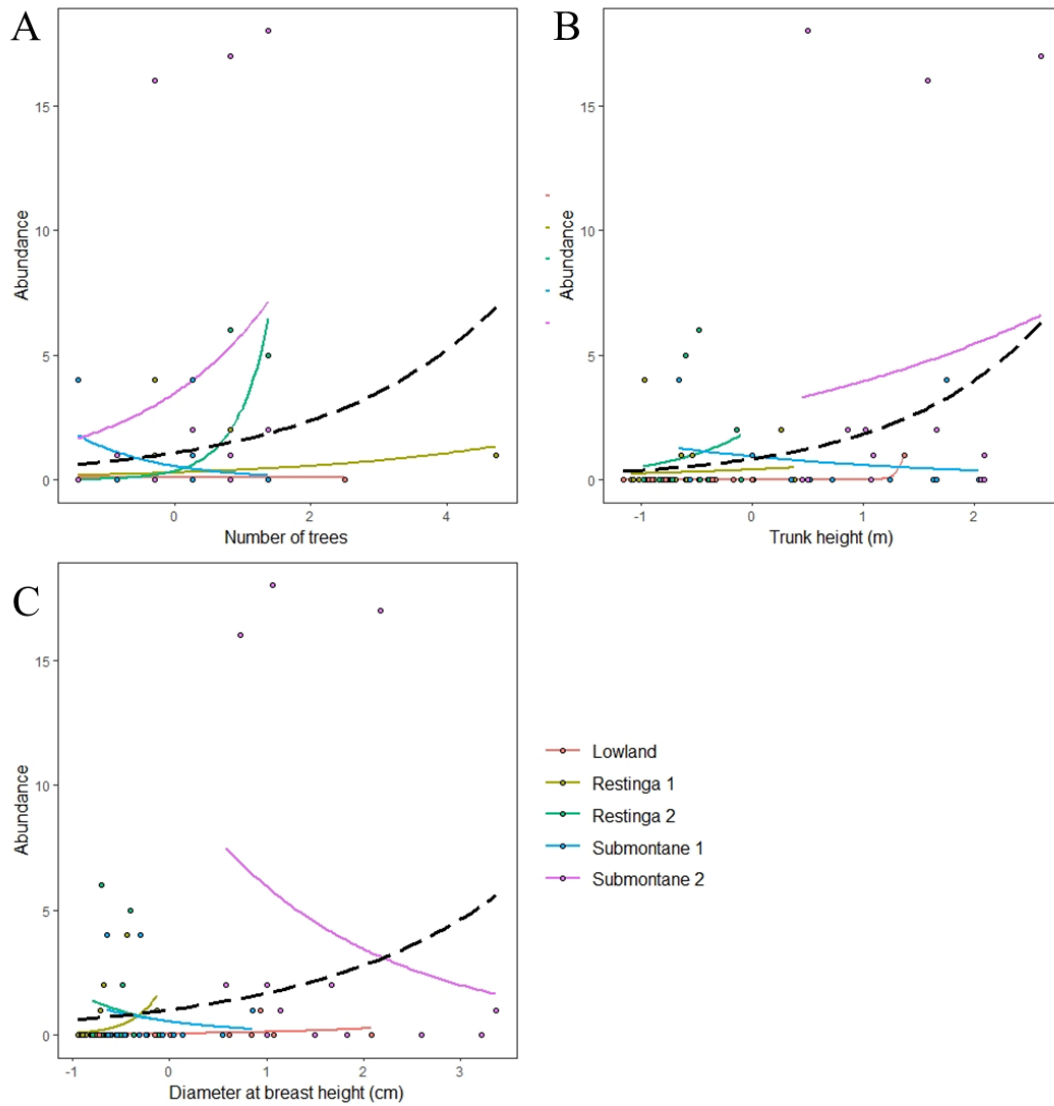 A
B
15
10
5
0
Abundance
0
2
4
Number of trees
15
10
5
0
Abundance
-1
0
1
2
Trunk height (m)
C
15
10
5
0
Abundance
-1
0
1
2
3
Diameter at breast height (cm)
Lowland
Restinga 1
Restinga 2
Submontane 1
Submontane 2